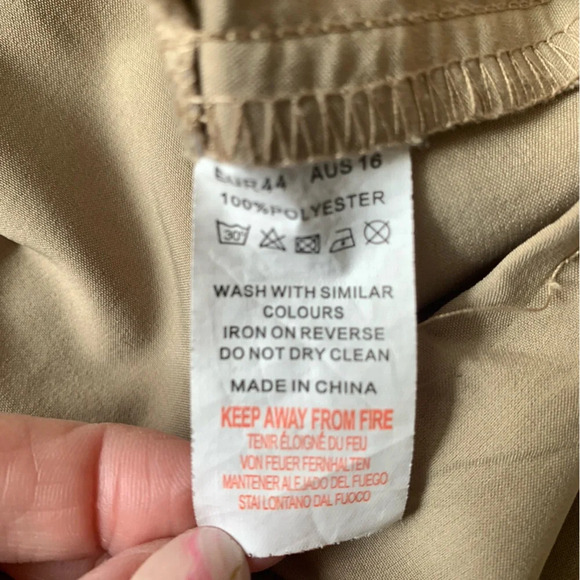 EUR 44 AUS 16
100%POLYESTER
30°
WASH WITH SIMILAR
COLOURS
IRON ON REVERSE
DO NOT DRY CLEAN
MADE IN CHINA
KEEP AWAY FROM FIRE
TENIR ÉLOIGNÉ DU FEU
VON FEUER FERNHALTEN
MANTENER ALEJADO DEL FUEGO
STAI LONTANO DAL FUOCO